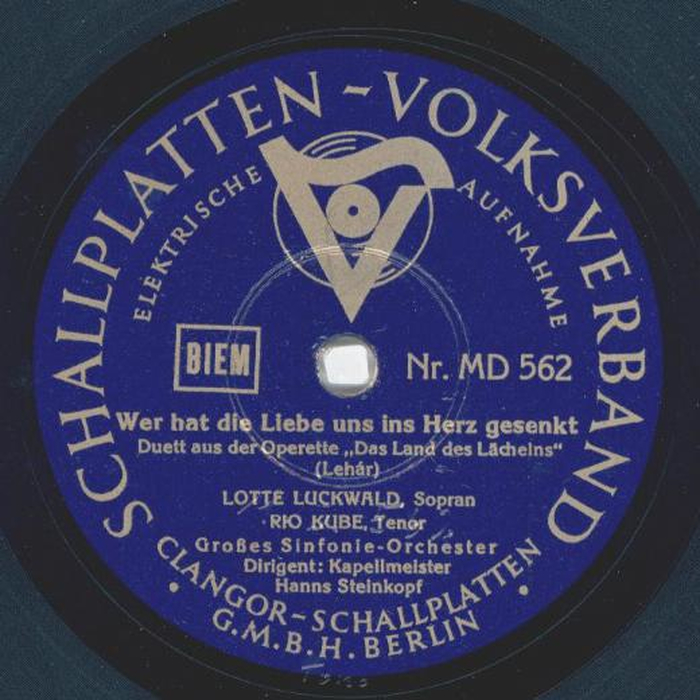 SCHALLPLATTEN-VOLKSVERBAND
ELEKTRISCHE AUFNAHME
BIEM
Nr. MD 562
Wer hat die Liebe uns ins Herz gesenkt
Duett aus der Operette „Das Land des Lächelns“
(Lehár)
LOTTE LUCKWALD, Sopran
RIO KUBE, Tenor
Großes Sinfonie-Orchester
Dirigent: Kapellmeister
Hanns Steinkopf
CLANGOR-SCHALLPLATTEN
G.M.B.H. BERLIN